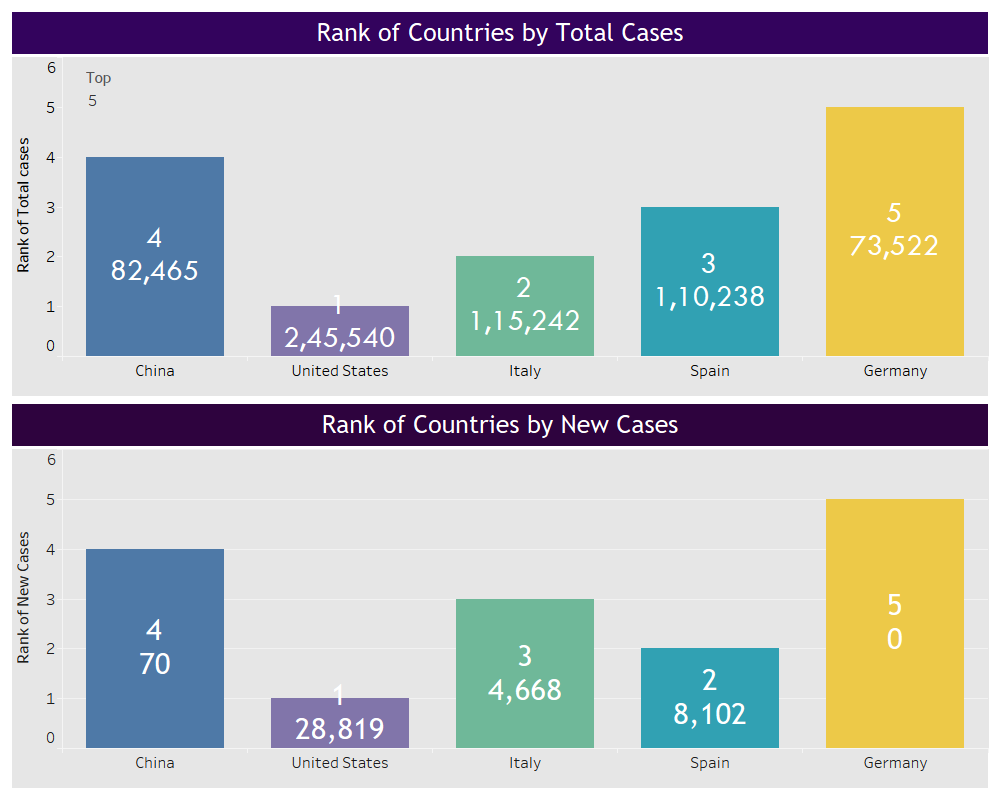 Rank of Countries by Total Cases
Top
5
Rank of Total cases
6
5
4
3
2
1
0
4
82,465
1
2,45,540
2
1,15,242
3
1,10,238
5
73,522
China
United States
Italy
Spain
Germany
Rank of Countries by New Cases
Rank of New Cases
6
5
4
3
2
1
0
4
70
1
28,819
3
4,668
2
8,102
5
0
China
United States
Italy
Spain
Germany